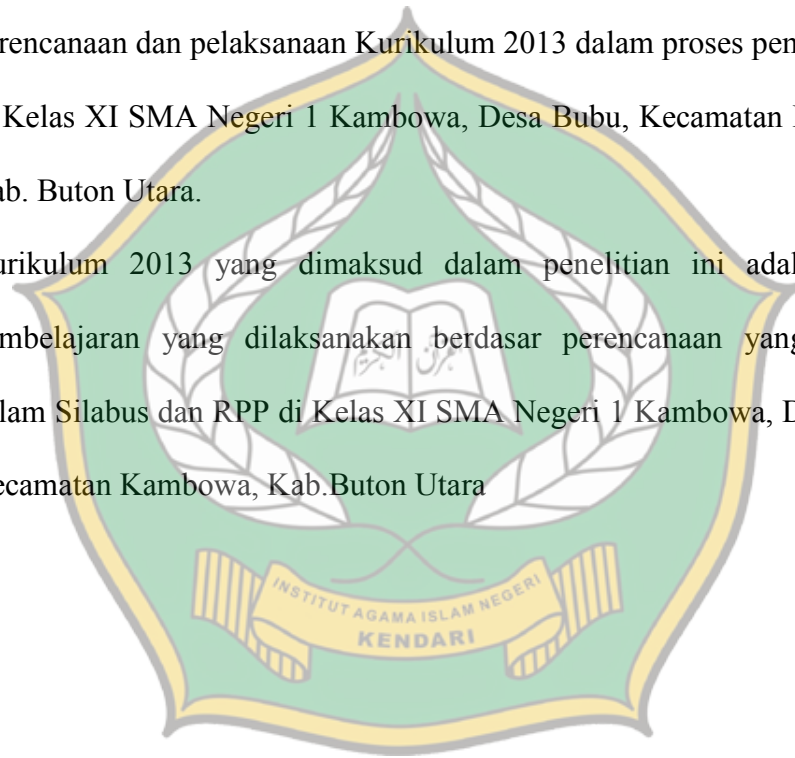 rencanaan dan pelaksanaan Kurikulum 2013 dalam proses pem
Kelas XI SMA Negeri 1 Kambowa, Desa Bubu, Kecamatan
ab. Buton Utara.
urikulum 2013 yang dimaksud dalam penelitian ini adal
mbelajaran yang dilaksanakan berdasar perencanaan yang
lam Silabus dan RPP di Kelas XI SMA Negeri 1 Kambowa, D
ecamatan Kambowa, Kab.Buton Utara
INSTITUT AGAMA ISLAM NEGERI
KENDARI